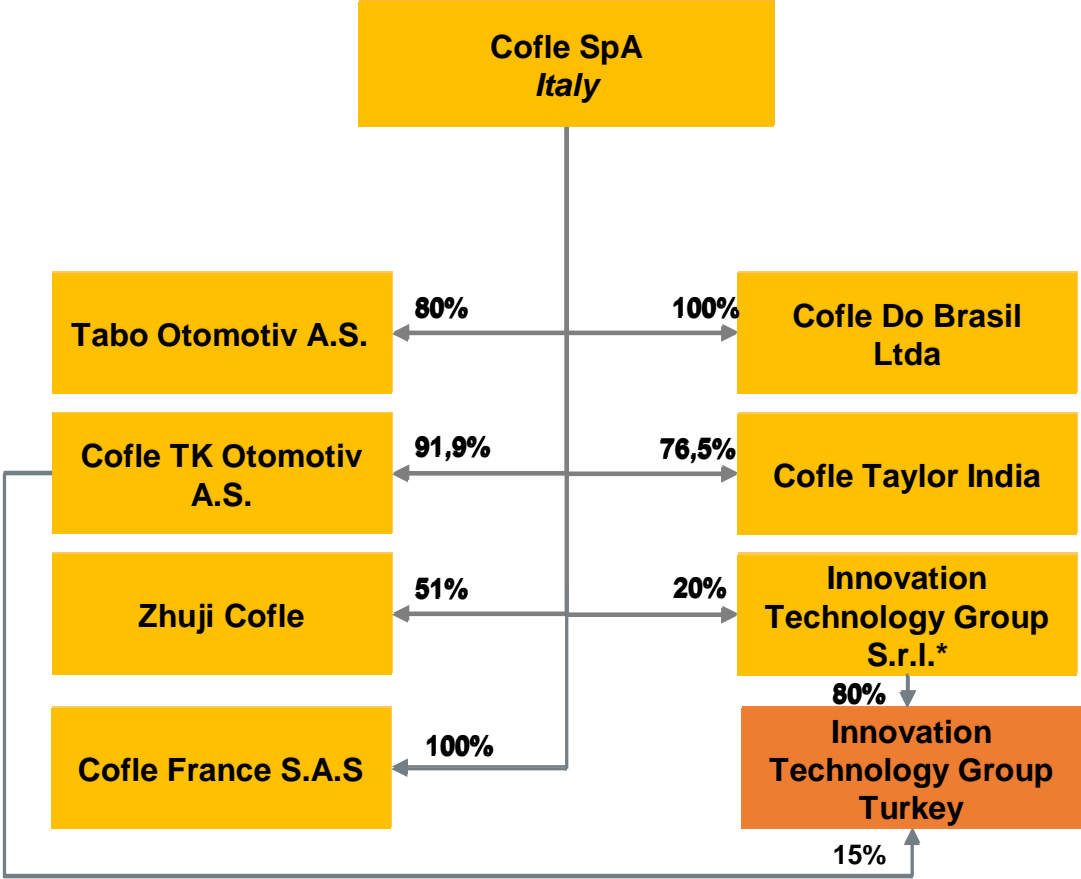 Cofle SpA
Italy
80%
100%
Tabo Otomotiv A.S.
Cofle Do Brasil
Ltda
91,9%
76,5%
Cofle TK Otomotiv
A.S.
Cofle Taylor India
51%
20%
Zhuji Cofle
Innovation
Technology Group
S.r.l.*
80%
100%
Cofle France S.A.S
Innovation
Technology Group
Turkey
15%